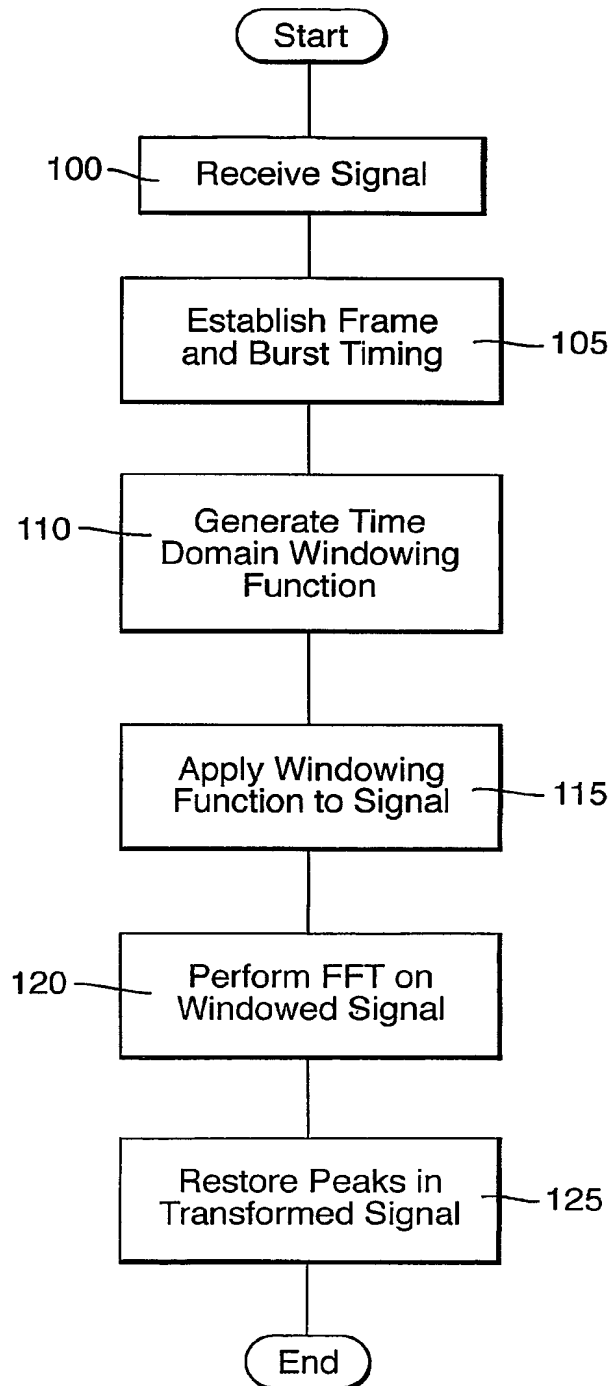 Start
100
Receive Signal
Establish Frame
and Burst Timing
105
110
Generate Time
Domain Windowing
Function
Apply Windowing
Function to Signal
115
120
Perform FFT on
Windowed Signal
Restore Peaks in
Transformed Signal
125
End